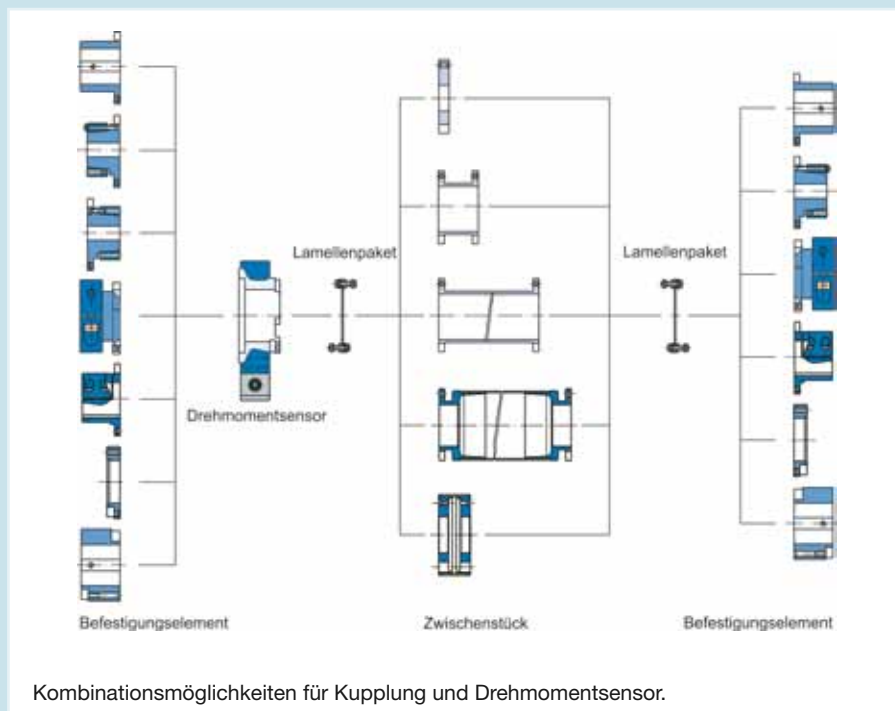 Lamellenpaket
Lamellenpaket
Drehmomentsensor
Befestigungselement
Zwischenstück
Befestigungselement
Kombinationsmöglichkeiten für Kupplung und Drehmomentsensor.